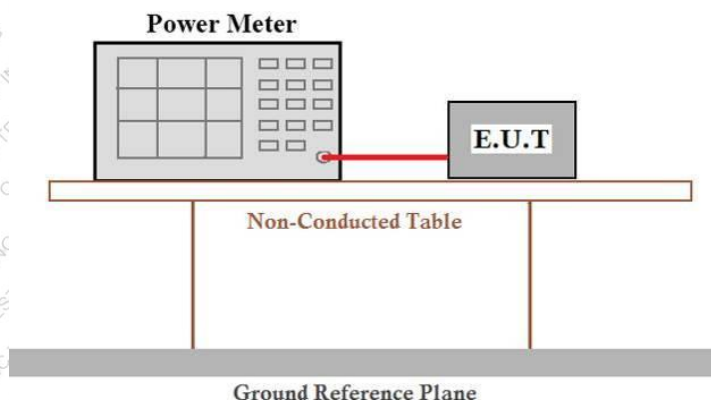 Power Meter
E.U.T
Non-Conducted Table
Ground Reference Plane